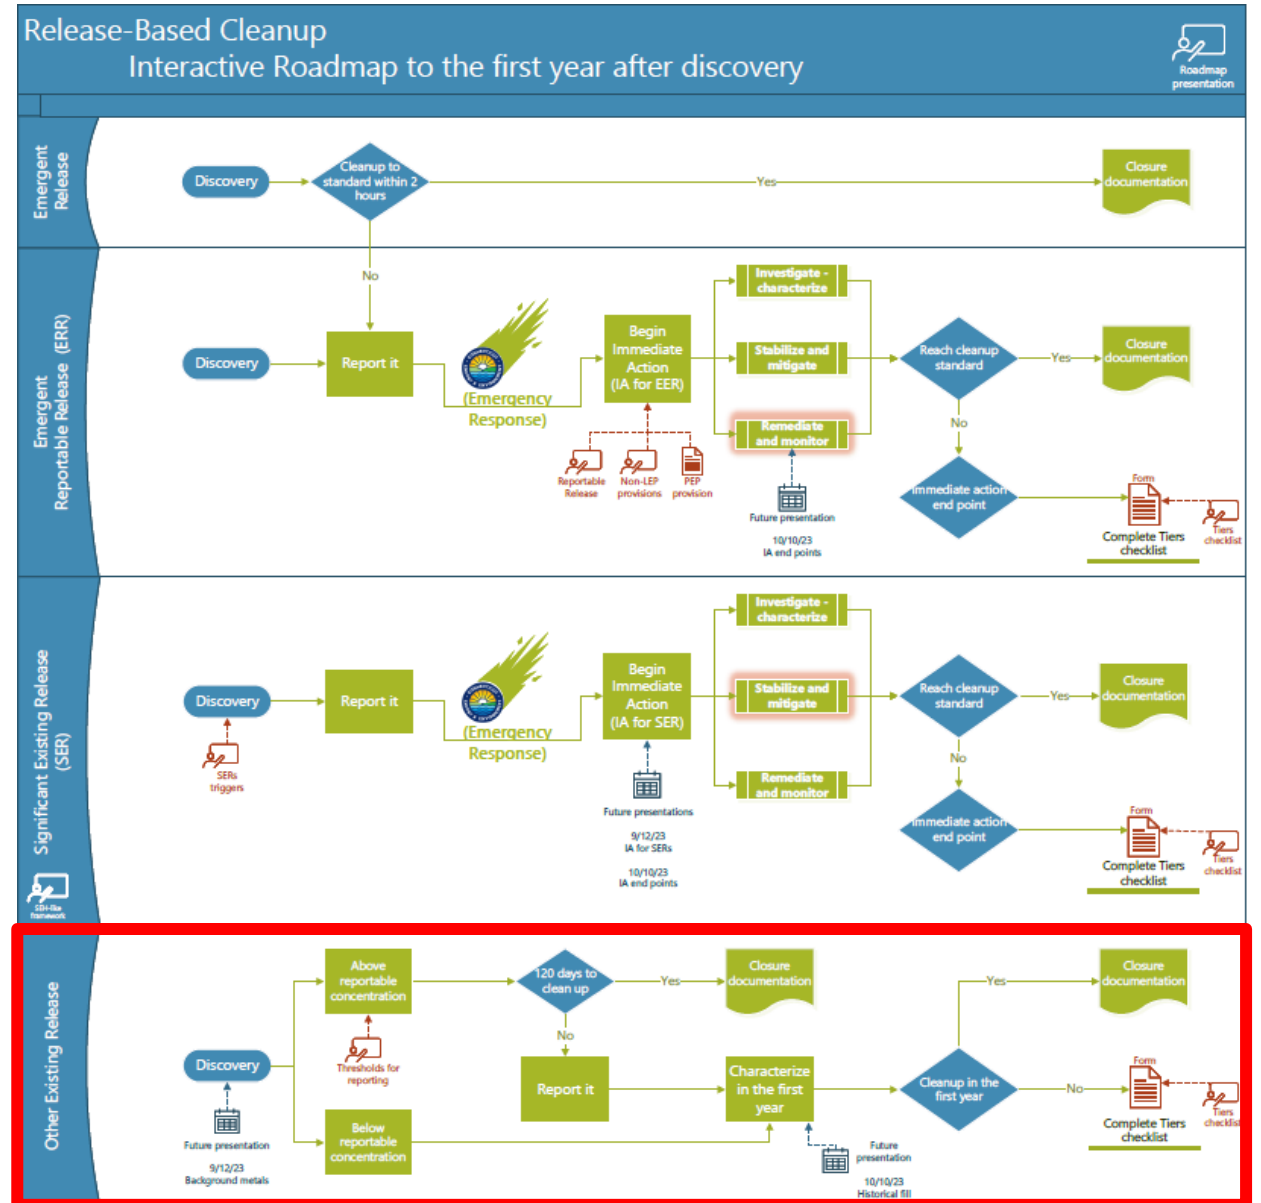 Release-Based Cleanup
Interactive Roadmap to the first year after discovery
Roadmap
presentation
Emergent
Release
Discovery
Cleanup to
standard within 2
hours
Yes
Closure
documentation
No
Emergent
Reportable Release (ERR)
Discovery
Report it
(Emergency
Response)
Begin
Immediate
Action
(IA for EER)
Reportable
Release
Non-LEP
provisions
PEP
provision
Investigate -
characterize
Stabilize and
mitigate
Remediate
and monitor
Future presentation
10/10/23
IA end points
Reach cleanup
standard
Yes
Closure
documentation
No
Immediate action
end point
Form
Complete Tiers
checklist
Tiers
checklist
Significant Existing Release
(SER)
SEH-like
framework
Discovery
SERs
triggers
Report it
(Emergency
Response)
Begin
Immediate
Action
(IA for SER)
Future presentations
9/12/23
IA for SERs
10/10/23
IA end points
Investigate -
characterize
Stabilize and
mitigate
Remediate
and monitor
Reach cleanup
standard
Yes
Closure
documentation
No
Immediate action
end point
Form
Complete Tiers
checklist
Tiers
checklist
Other Existing Release
Discovery
Future presentation
9/12/23
Background metals
Above
reportable
concentration
Thresholds for
reporting
Below
reportable
concentration
120 days to
clean up
Yes
Closure
documentation
No
Report it
Characterize
in the first
year
Future
presentation
10/10/23
Historical fill
Cleanup in the
first year
Yes
Closure
documentation
No
Form
Complete Tiers
checklist
Tiers
checklist